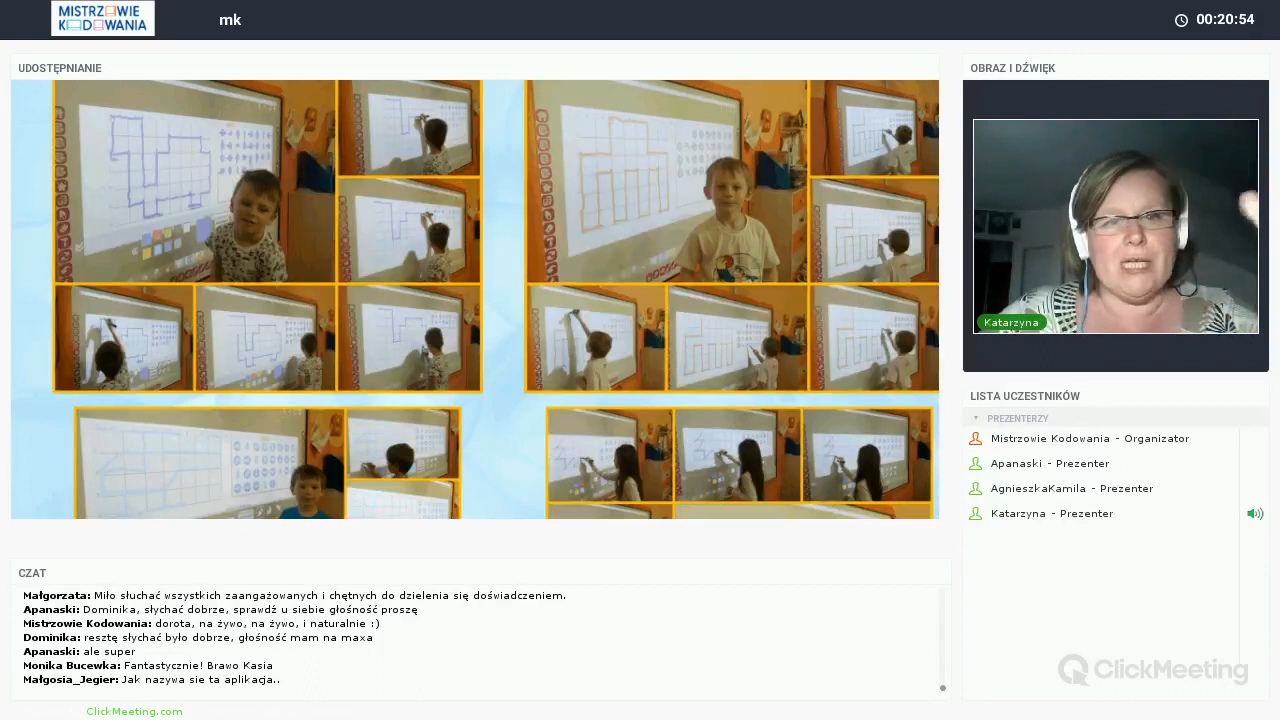 MISTRZOWIE
KODOWANIA
mk
00:20:54
UDOSTĘPNIANIE
OBRAZ I DŹWIĘK
Katarzyna
LISTA UCZESTNIKÓW
PREZENTERZY
Mistrzowie Kodowania - Organizator
Apanaski - Prezenter
AgnieszkaKamila - Prezenter
Katarzyna - Prezenter
CZAT
Małgorzata: Miło słuchać wszystkich zaangażowanych i chętnych do dzielenia się doświadczeniem.
Apanaski: Dominika, słychać dobrze, sprawdź u siebie głośność proszę
Mistrzowie Kodowania: dorota, na żywo, na żywo, i naturalnie :)
Dominika: resztę słychać było dobrze, głośność mam na maxa
Apanaski: ale super
Monika Bucewka: Fantastycznie! Brawo Kasia
Małgosia_Jegier: Jak nazywa sie ta aplikacja..
ClickMeeting
ClickMeeting.com